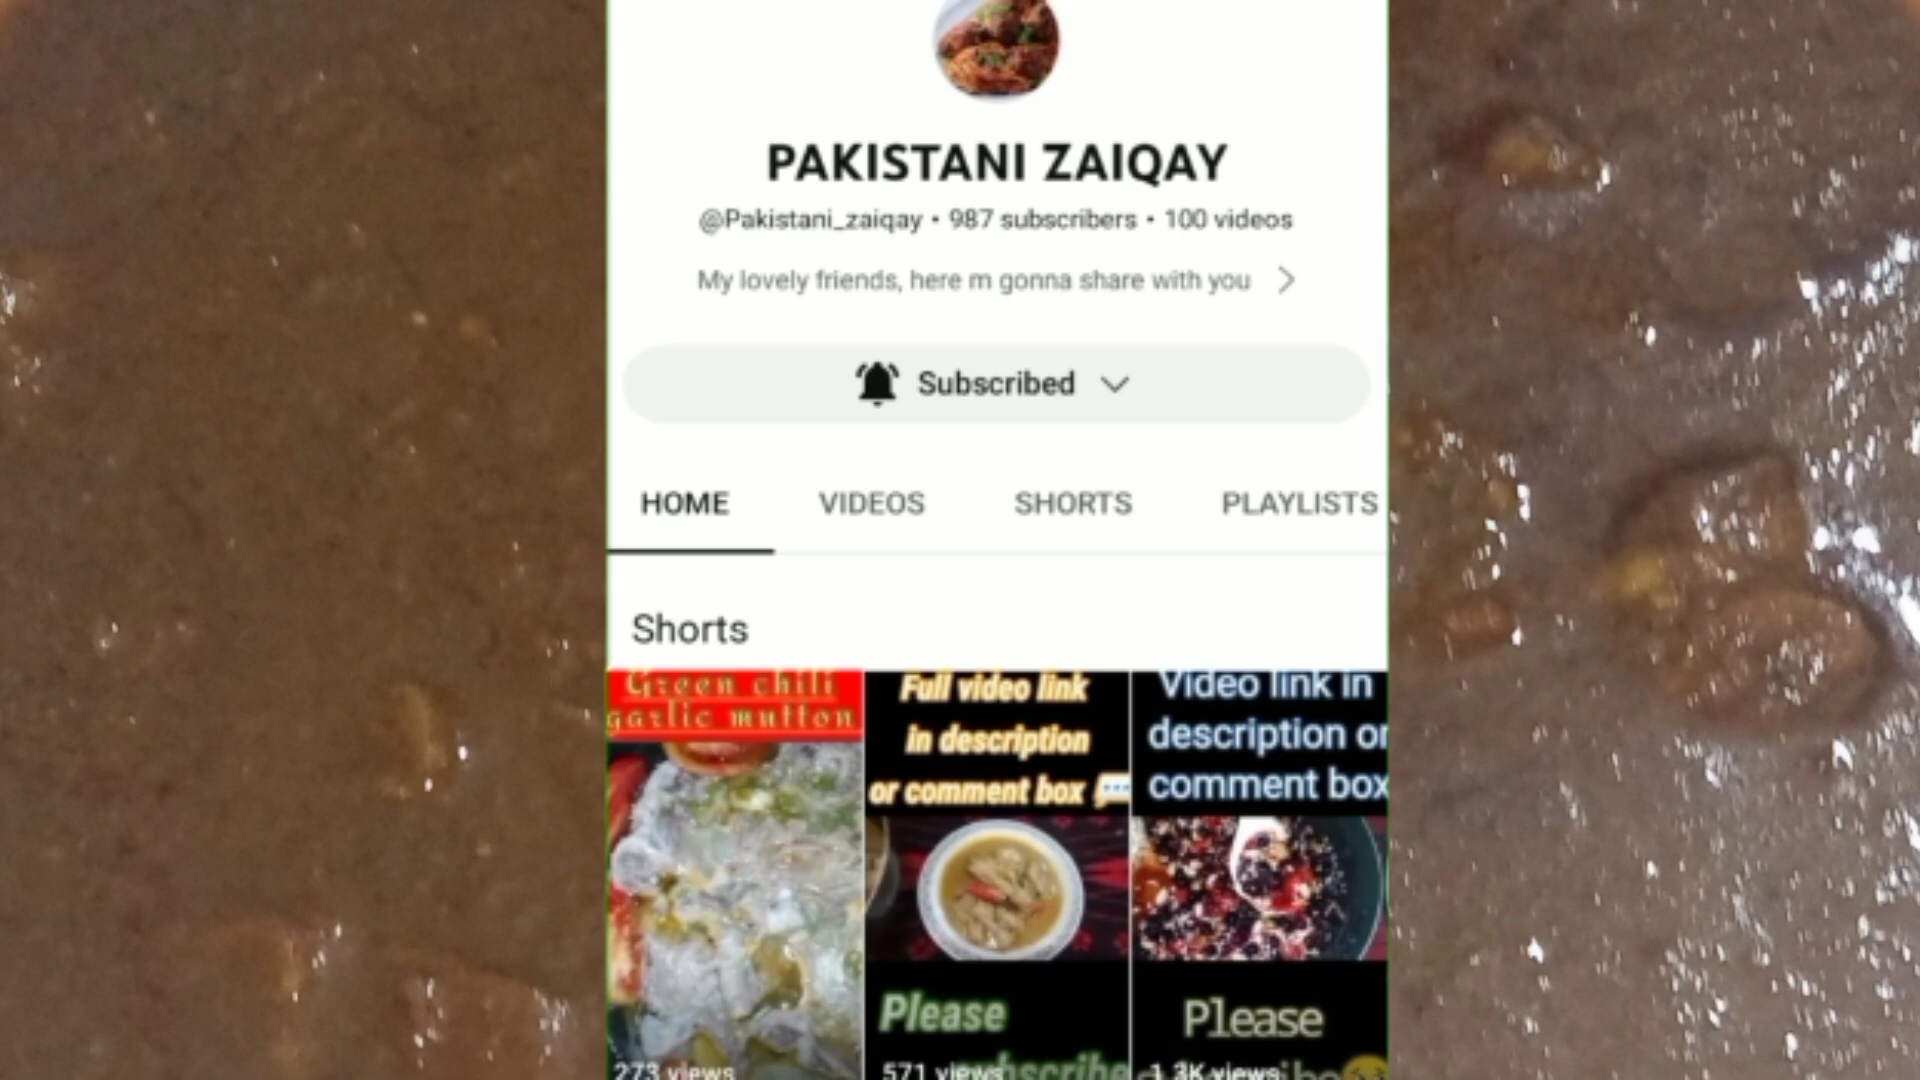 PAKISTANI ZAIQAY
@Pakistani_zaiqay • 987 subscribers • 100 videos
My lovely friends, here m gonna share with you
Subscribed
HOME VIDEOS SHORTS PLAYLISTS
Shorts
Green chili
garlic mutton
273 views
Full video link
in description
or comment box
Please
571 views
Video link in
description or
comment box
Please
1.3K views